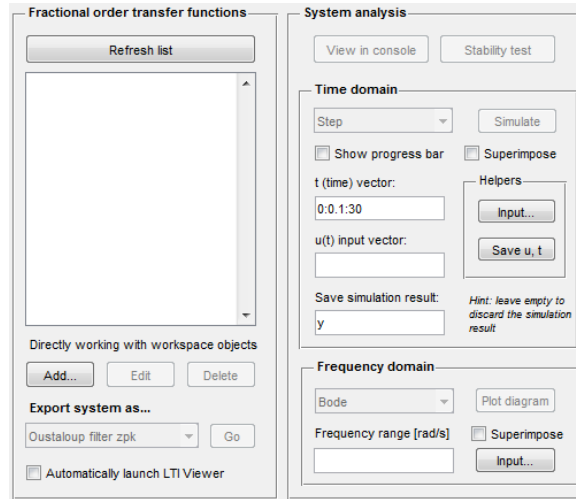 Fractional order transfer functions
Refresh list
Directly working with workspace objects
Add...
Edit
Delete
Export system as...
Oustaloup filter zpk
Go
Automatically launch LTI Viewer
System analysis
View in console
Stability test
Time domain
Step
Simulate
Show progress bar
Superimpose
t (time) vector:
0:0.1:30
u(t) input vector:
Helpers
Input...
Save u, t
Save simulation result:
y
Hint: leave empty to
discard the simulation
result
Frequency domain
Bode
Plot diagram
Frequency range [rad/s]
Superimpose
Input...